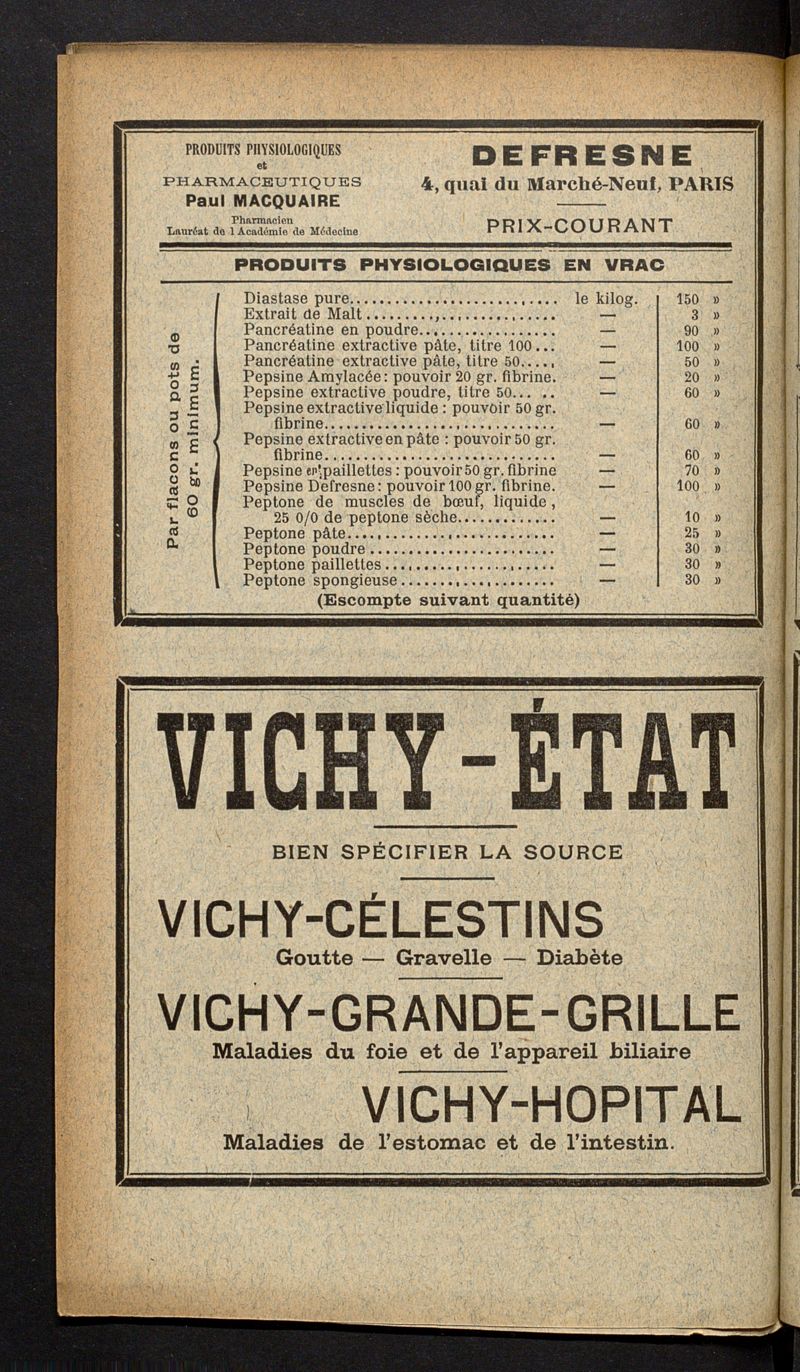 PRODUITS PHYSIOLOGIQUES
et
PHARMACEUTIQUES
Paul MACQUAIRE
Pharmacien
Lauréat de l Académie de Médecine
DEFRESNE
4, quai du Marché-Neuf, PARIS
PRIX-COURANT
PRODUITS PHYSIOLOGIQUES EN VRAC
Par flacons ou pots de
60 gr. minimum.
Diastase pure........................... le kilog. 150 »
Extrait de Malt........................ — 3 »
Pancréatine en poudre.................. — 90 »
Pancréatine extractive pâte, titre 100... — 100 »
Pancréatine extractive pâte, titre 50..... — 50 »
Pepsine Amylacée : pouvoir 20 gr. fibrine. — 20 »
Pepsine extractive poudre, titre 50... .. — 60 »
Pepsine extractive liquide : pouvoir 50 gr.
fibrine............................... — 60 »
Pepsine extractive en pâte : pouvoir 50 gr.
fibrine............................... — 60 »
Pepsine en paillettes : pouvoir 50 gr. fibrine — 70 »
Pepsine Defresne : pouvoir 100 gr. fibrine. — 100 »
Peptone de muscles de bœuf, liquide,
25 0/0 de peptone sèche............. — 10 »
Peptone pâte........................... — 25 »
Peptone poudre........................ — 30 »
Peptone paillettes...................... — 30 »
Peptone spongieuse.................... — 30 »
(Escompte suivant quantité)
VICHY-ÉTAT
BIEN SPÉCIFIER LA SOURCE
VICHY-CÉLESTINS
Goutte — Gravelle — Diabète
VICHY-GRANDE-GRILLE
Maladies du foie et de l'appareil biliaire
VICHY-HOPITAL
Maladies de l'estomac et de l'intestin.